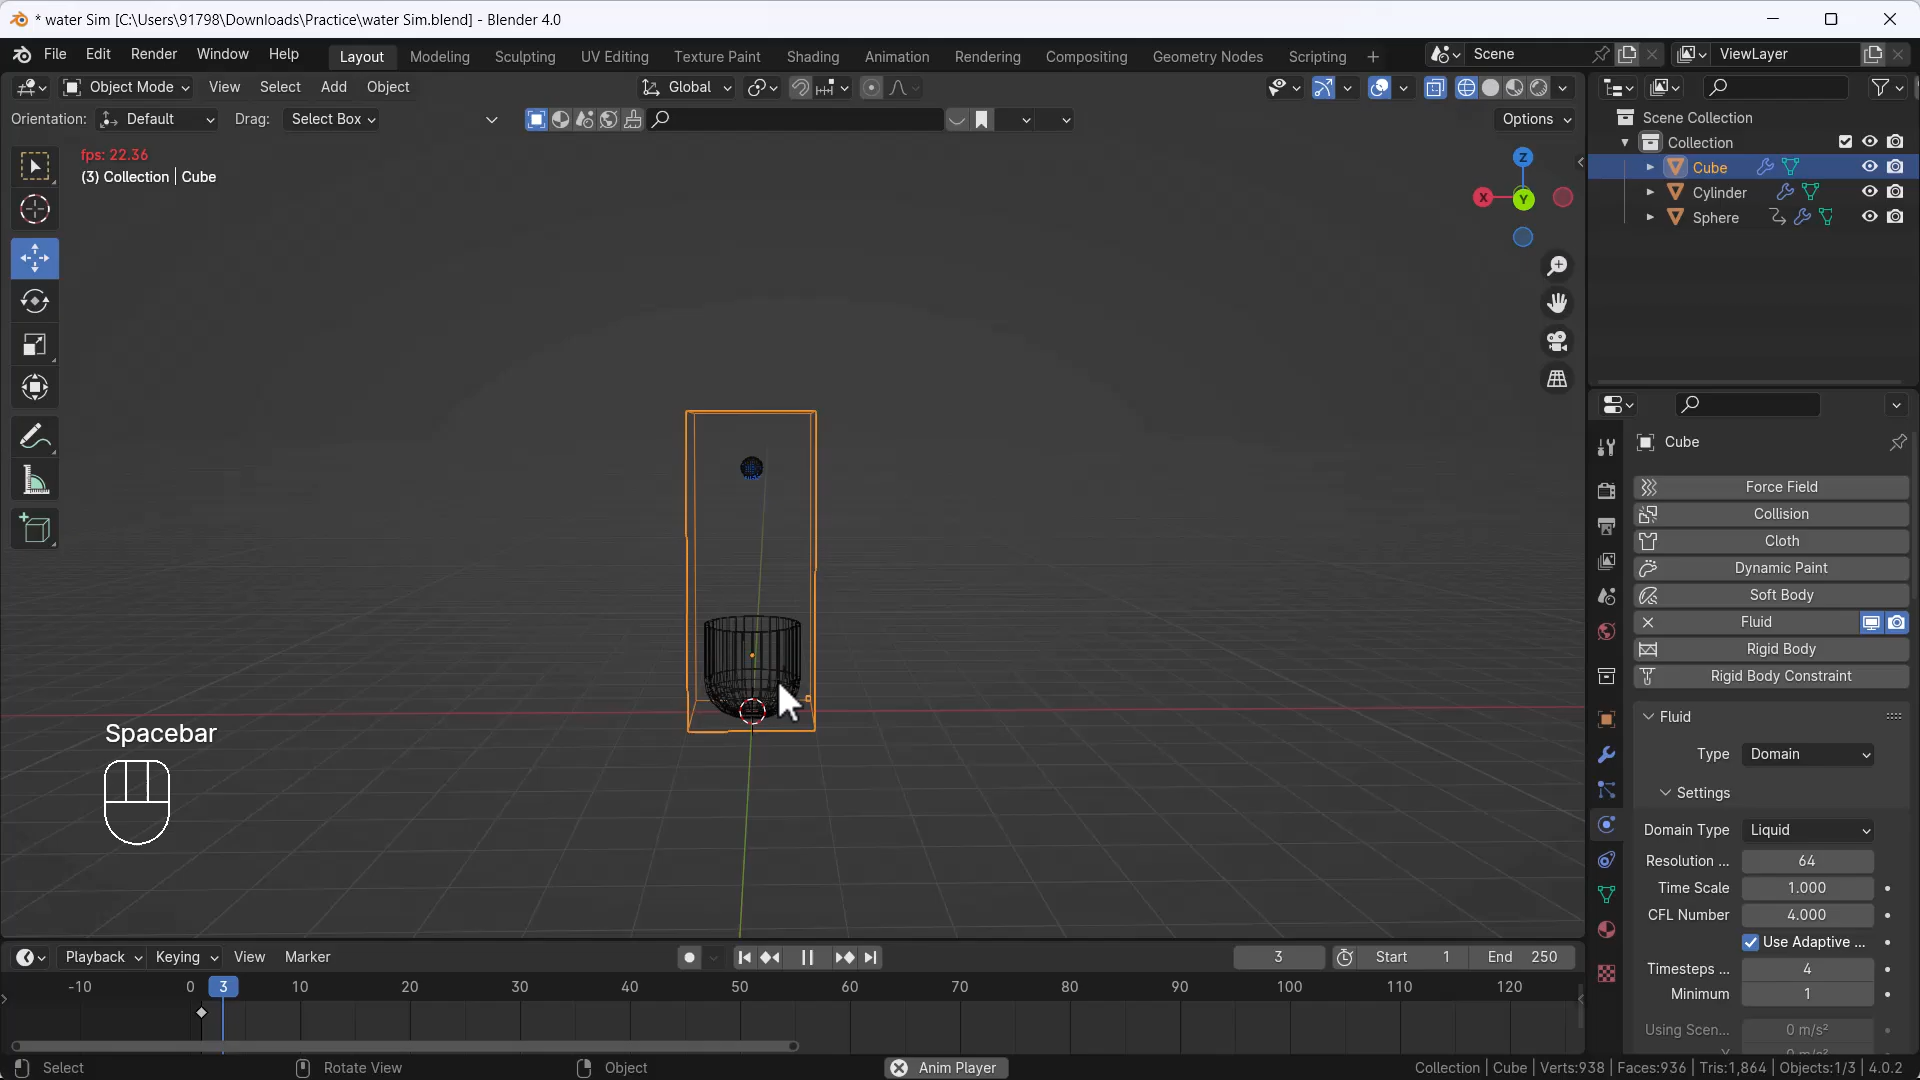 * water Sim [C:\Users\91798\Downloads\Practice\water Sim.blend] - Blender 4.0
File Edit Render Window Help Layout Modeling Sculpting UV Editing Texture Paint Shading Animation Rendering Compositing Geometry Nodes Scripting + Scene ViewLayer
Object Mode View Select Add Object Global
Orientation: Default Drag: Select Box Options
fps: 22.36
(3) Collection | Cube
Z
X
Y
Scene Collection
Collection
Cube
Cylinder
Sphere
Cube
Force Field
Collision
Cloth
Dynamic Paint
Soft Body
Fluid
Rigid Body
Rigid Body Constraint
Fluid
Type Domain
Settings
Domain Type Liquid
Resolution ... 64
Time Scale 1.000
CFL Number 4.000
Use Adaptive ...
Timesteps ... 4
Minimum 1
Using Scen... 0 m/s²
Spacebar
Playback Keying View Marker 3 Start 1 End 250
-10 0 3 10 20 30 40 50 60 70 80 90 100 110 120
Select Rotate View Object Anim Player Collection | Cube | Verts:938 | Faces:936 | Tris:1,864 | Objects:1/3 | 4.0.2